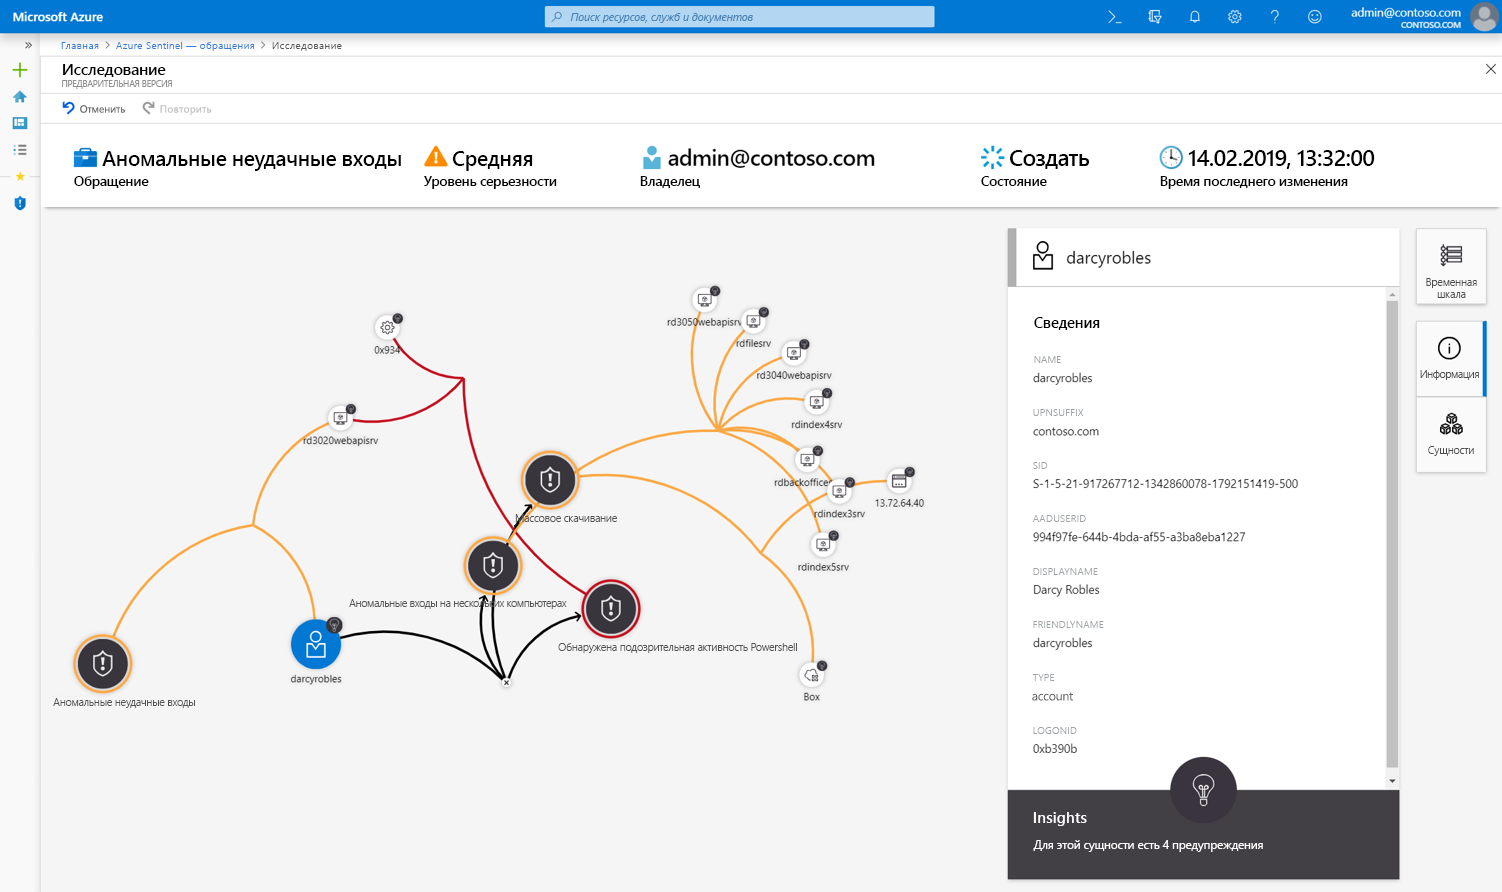 Microsoft Azure
Поиск ресурсов, служб и документов
admin@contoso.com
CONTOSO.COM
Главная > Azure Sentinel — обращения > Исследование
Исследование
ПРЕДВАРИТЕЛЬНАЯ ВЕРСИЯ
Отменить
Повторить
Аномальные неудачные входы
Обращение
Средняя
Уровень серьезности
admin@contoso.com
Владелец
Создать
Состояние
14.02.2019, 13:32:00
Время последнего изменения
rd3050webapisrv
rdfilesrv
0x934
rd3040webapisrv
rdindex4srv
rd3020webapisrv
rdbackoffices
13.72.64.40
rdindex3srv
Массовое скачивание
rdindex5srv
Аномальные входы на нескольких компьютерах
Обнаружена подозрительная активность Powershell
darcyrobles
Box
Аномальные неудачные входы
darcyrobles
Сведения
NAME
darcyrobles
UPNSUFFIX
contoso.com
SID
S-1-5-21-917267712-1342860078-1792151419-500
AADUSERID
994f97fe-644b-4bda-af55-a3ba8eba1227
DISPLAYNAME
Darcy Robles
FRIENDLYNAME
darcyrobles
TYPE
account
LOGONID
0xb390b
Insights
Для этой сущности есть 4 предупреждения
Временная
шкала
Информация
Сущности